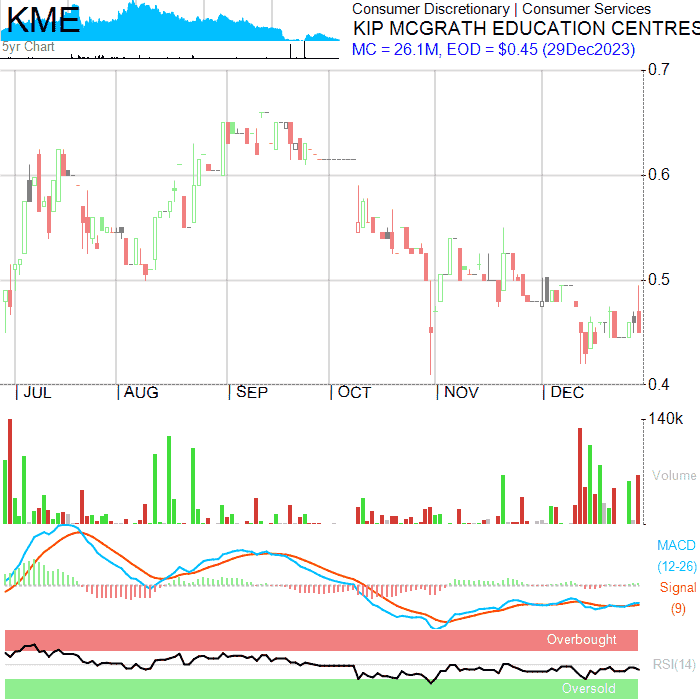 KME
5yr Chart
Consumer Discretionary | Consumer Services
KIP MCGRATH EDUCATION CENTRES
MC = 26.1M, EOD = $0.45 (29Dec2023)
0.7
0.6
0.5
0.4
JUL AUG SEP OCT NOV DEC
140k
Volume
MACD
(12-26)
Signal
(9)
Overbought
RSI(14)
Oversold